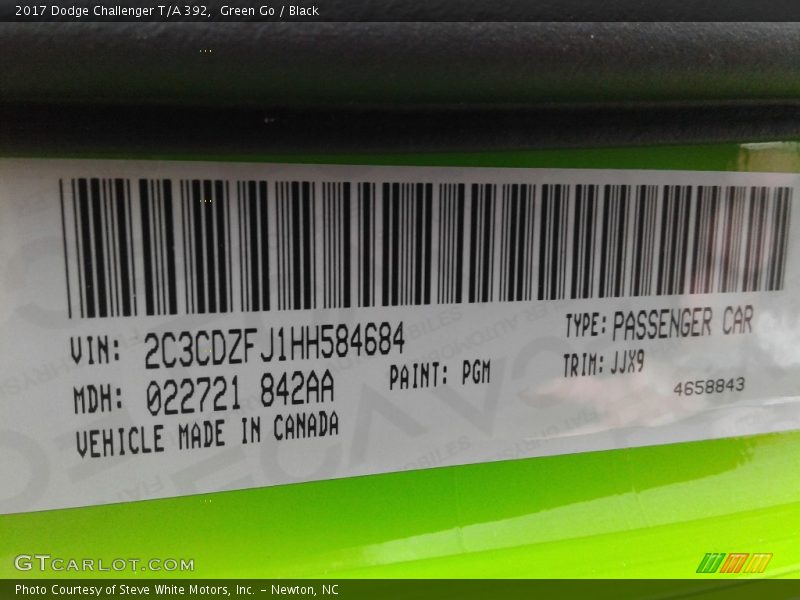 2017 Dodge Challenger T/A 392, Green Go / Black
VIN: 2C3CDZFJ1HH584684 TYPE: PASSENGER CAR
MDH: 022721 842AA PAINT: PGM TRIM: JJX9
4658843
VEHICLE MADE IN CANADA
GTCARLOT.COM
Photo Courtesy of Steve White Motors, Inc. – Newton, NC